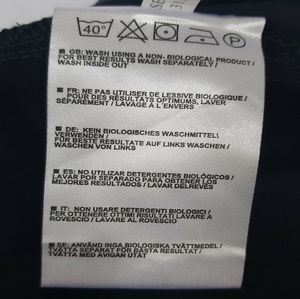 40°
P
GB: WASH USING A NON-BIOLOGICAL PRODUCT /
FOR BEST RESULTS WASH SEPARATELY /
WASH INSIDE OUT
FR: NE PAS UTILISER DE LESSIVE BIOLOGIQUE /
POUR DES RESULTATS OPTIMUMS, LAVER
SÉPARÉMENT / LAVAGE À L'ENVERS
DE: KEIN BIOLOGISCHES WASCHMITTEL
VERWENDEN /
FÜR BESTE RESULTATE AUF LINKS WASCHEN /
WASCHEN VON LINKS
ES: NO UTILIZAR DETERGENTES BIOLÓGICOS /
LAVAR POR SEPARADO PARA OBTENER LOS
MEJORES RESULTADOS / LAVAR DELREVES
IT: NON USARE DETERGENTI BIOLOGICI /
PER OTTENERE OTTIMI RISULTATI LAVARE A
ROVESCIO / LAVARE AL ROVESCIO
SE: ANVÄND INGA BIOLOGISKA TVÄTTMEDEL /
TVÄTTA SEPARAT FÖR BÄSTA RESULTAT /
TVÄTTA MED AVIGAN UTÅT